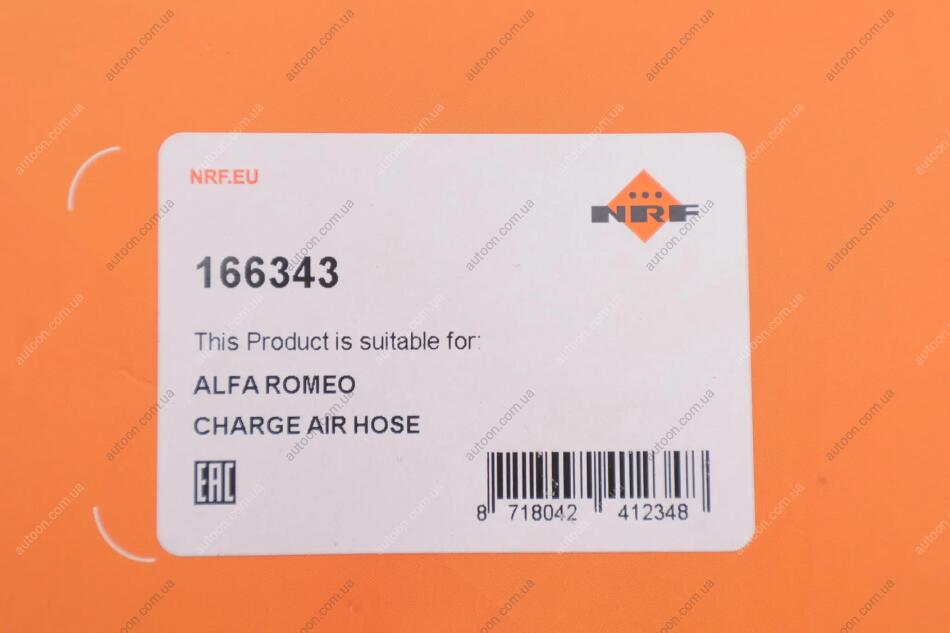 NRF.EU
NRF
166343
This Product is suitable for:
ALFA ROMEO
CHARGE AIR HOSE
EAC
8 718042 412348
autoon.com.ua